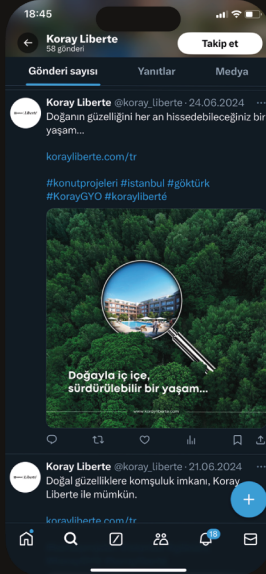 18:45
Koray Liberte
58 gönderi
Takip et
Gönderi sayısı
Yanıtlar
Medya
Koray Liberte @koray_liberte · 24.06.2024
Doğanın güzelliğini her an hissedebileceğiniz bir
yaşam...
korayliberte.com/tr
#konutprojeleri #istanbul #göktürk
#KorayGYO #korayliberté
Doğayla iç içe,
sürdürülebilir bir yaşam...
www.korayliberte.com
Koray Liberte @koray_liberte · 21.06.2024
Doğal güzelliklere komşuluk imkanı, Koray
Liberte ile mümkün.
korayliberte.com/tr
18